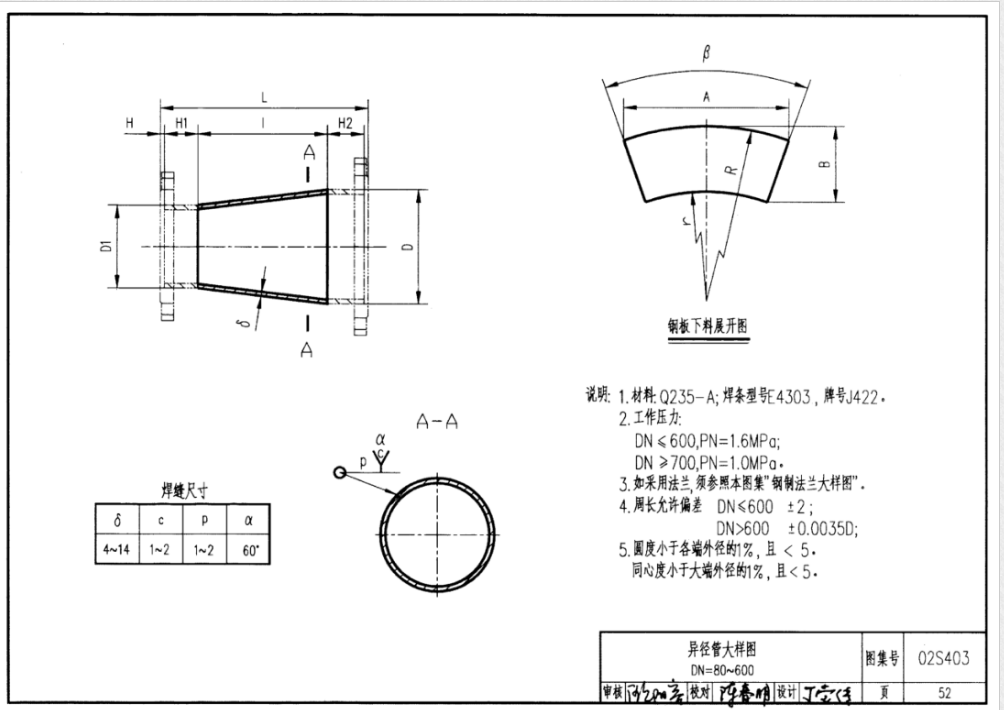 β
A
L
H H1 l H2
A
R
B
r
D1
D
δ
A
钢板下料展开图
说明: 1.材料:Q235-A;焊条型号E4303,牌号J422。
2.工作压力:
DN≤600,PN=1.6MPa;
DN≥700,PN=1.0MPa。
3.如采用法兰,须参照本图集"钢制法兰大样图"。
4.周长允许偏差 DN≤600 ±2;
DN>600 ±0.0035D;
5.圆度小于各端外径的1%,且<5。
同心度小于大端外径的1%,且<5。
A-A
α
c
p
焊缝尺寸
δ c p α
4~14 1~2 1~2 60°
异径管大样图
DN=80~600
图集号 02S403
审核 校对 设计 页 52